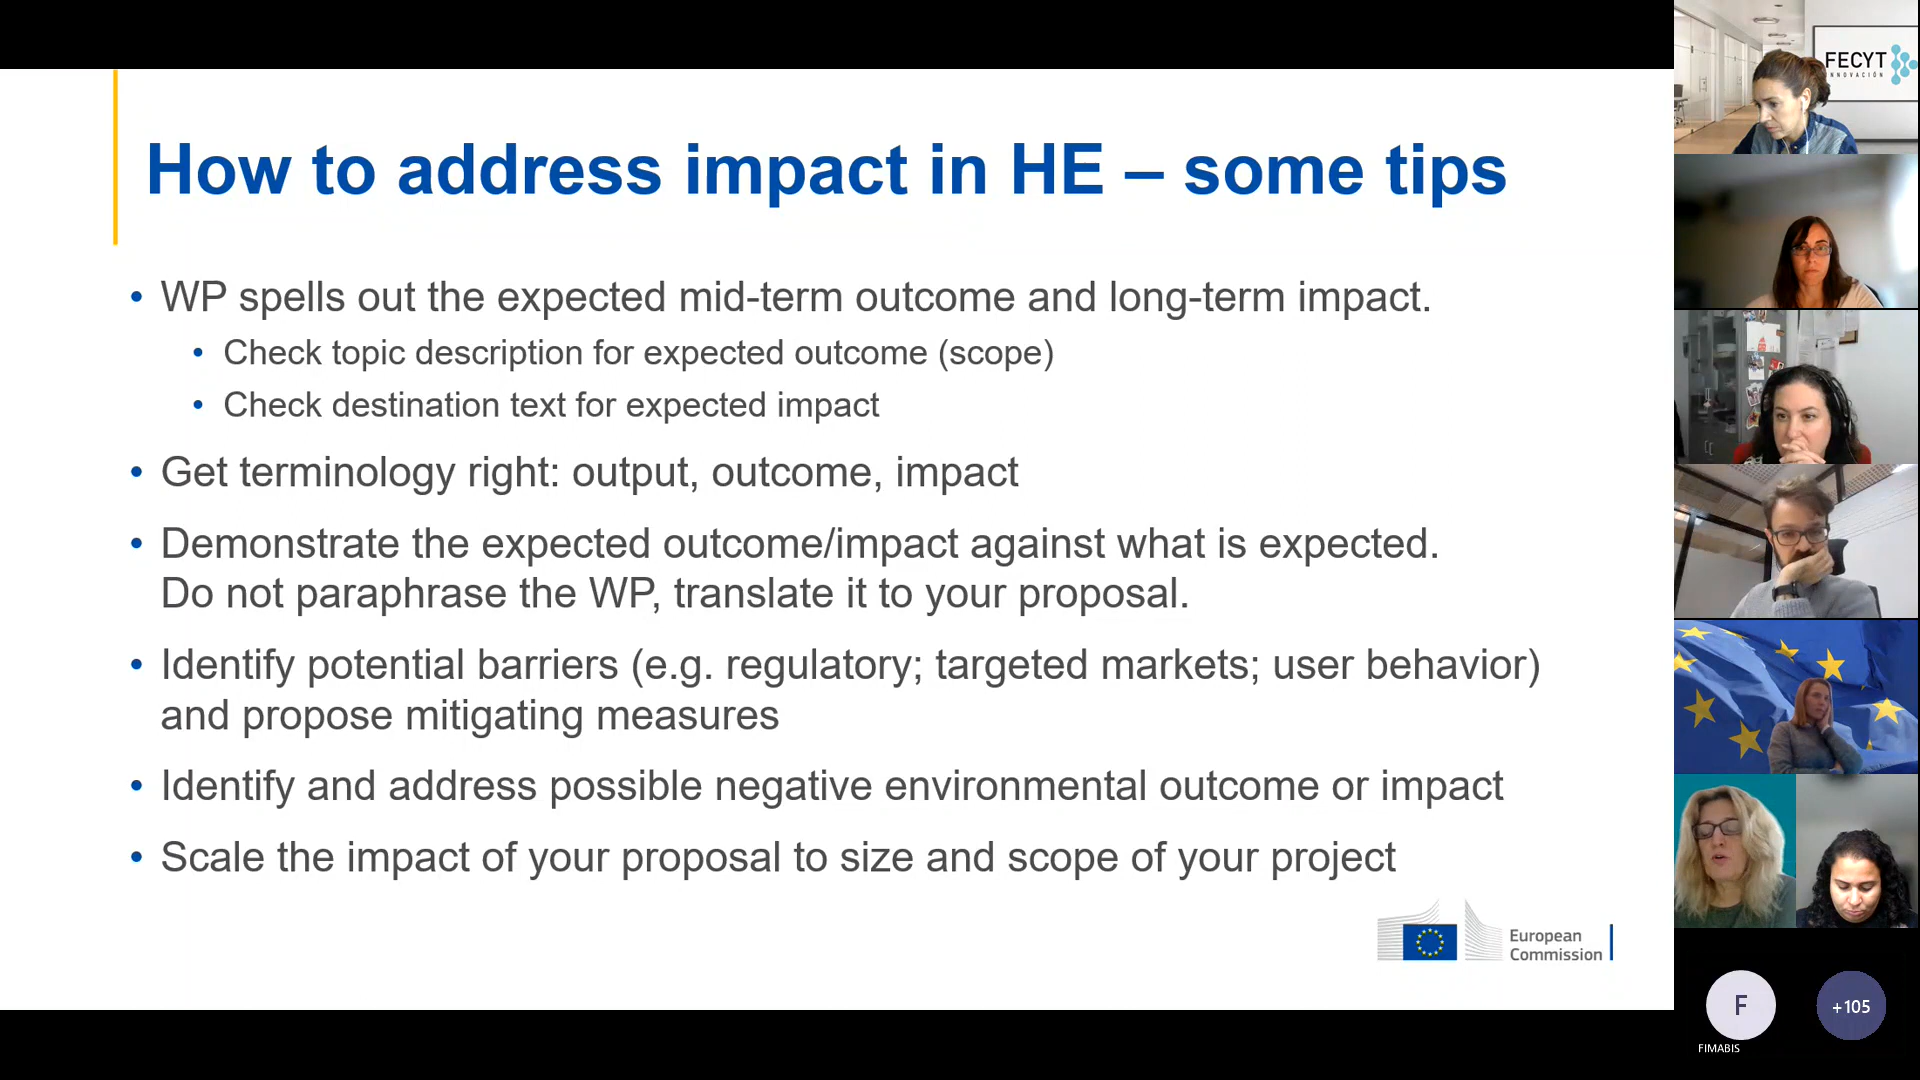 How to address impact in HE – some tips
• WP spells out the expected mid-term outcome and long-term impact.
• Check topic description for expected outcome (scope)
• Check destination text for expected impact
• Get terminology right: output, outcome, impact
• Demonstrate the expected outcome/impact against what is expected.
Do not paraphrase the WP, translate it to your proposal.
• Identify potential barriers (e.g. regulatory; targeted markets; user behavior)
and propose mitigating measures
• Identify and address possible negative environmental outcome or impact
• Scale the impact of your proposal to size and scope of your project
European
Commission
FECYT
INNOVACIÓN
F
+105
FIMABIS